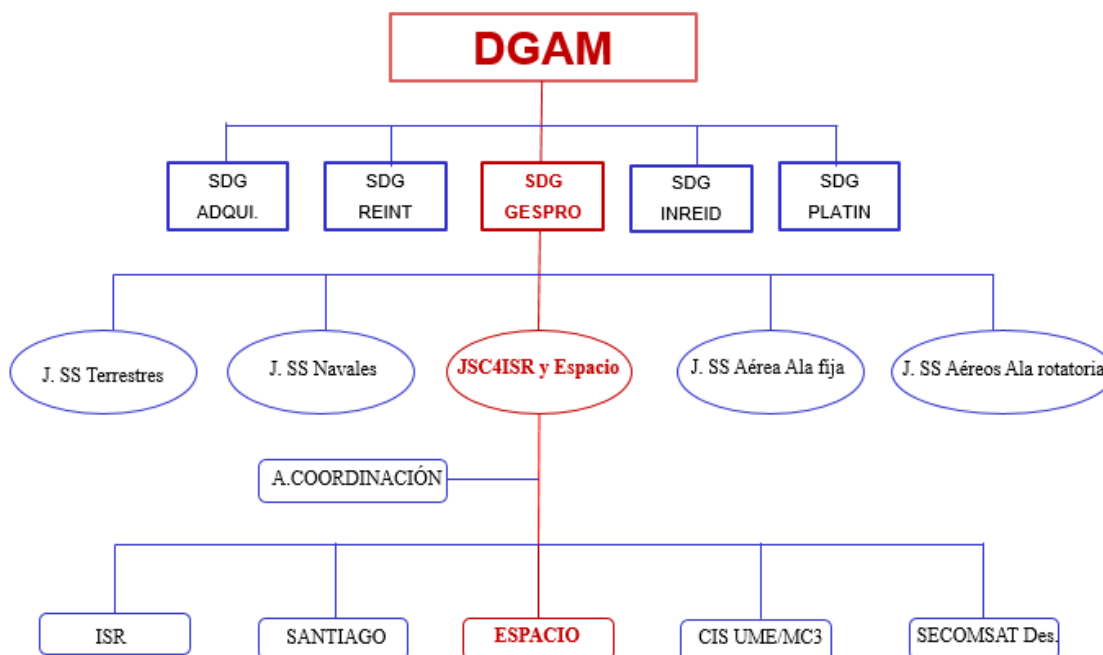 DGAM
SDG
ADQUI.
SDG
REINT
SDG
GESPRO
SDG
INREID
SDG
PLATIN
J. SS Terrestres
J. SS Navales
JSC4ISR y Espacio
J. SS Aérea Ala fija
J. SS Aéreos Ala rotatoria
A.COORDINACIÓN
ISR
SANTIAGO
ESPACIO
CIS UME/MC3
SECOMSAT Des.